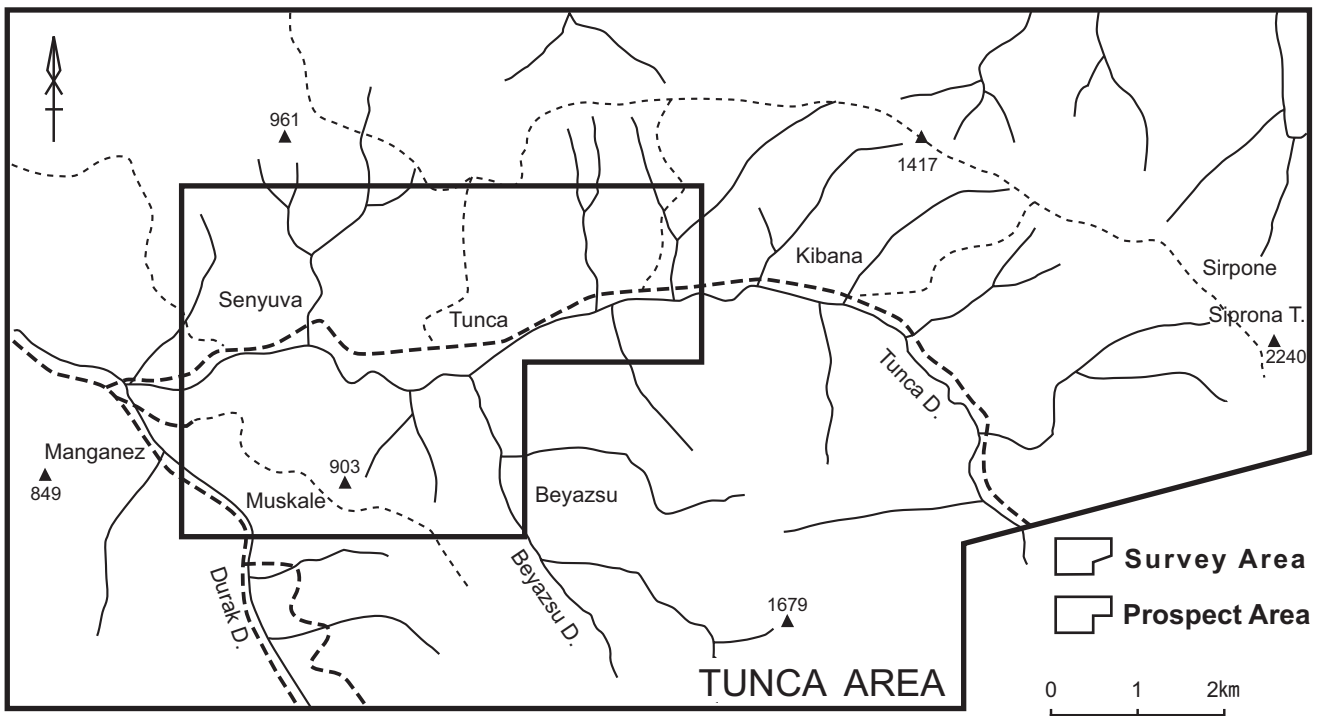 961
1417
Kibana
Sirpone
Senyuva
Tunca
Siprona T.
2240
Tunca D.
Manganez
849
903
Muskale
Beyazsu
Durak D.
Beyazsu D.
1679
Survey Area
Prospect Area
TUNCA AREA
0 1 2㎞